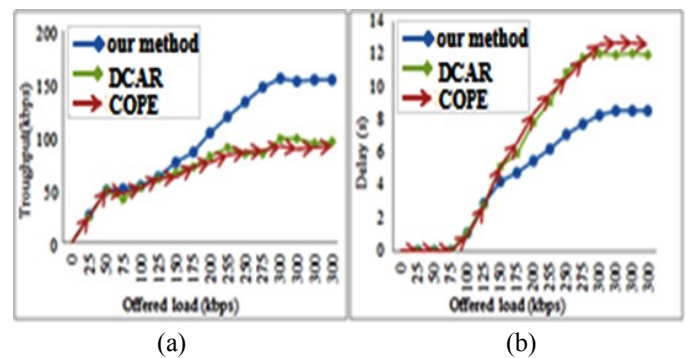 200
150
100
50
0
Troughput(kbps)
our method
DCAR
COPE
0 25 50 75 100 125 150 175 200 255 250 275 300 300 300 300
Offered load (kbps)
(a)
14
12
10
8
6
4
2
0
Delay (s)
our method
DCAR
COPE
0 25 50 75 100 125 150 175 200 255 250 275 300 300 300 300
Offered load (kbps)
(b)